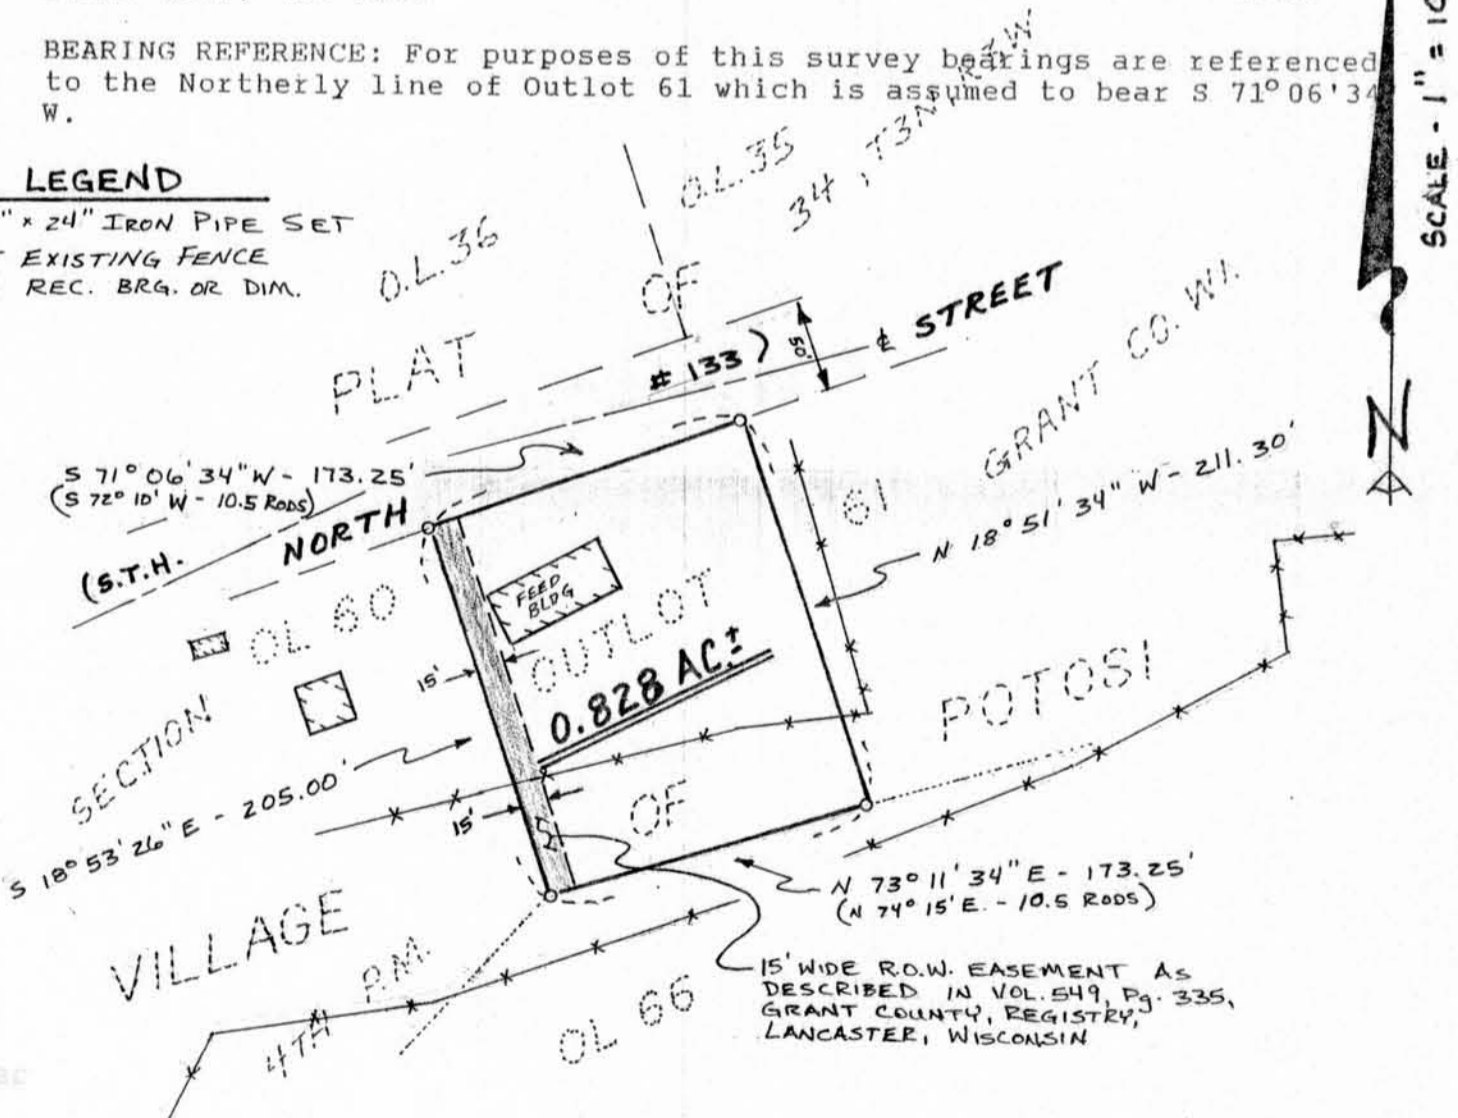 BEARING REFERENCE: For purposes of this survey bearings are referenced
to the Northerly line of Outlot 61 which is assumed to bear S 71°06'34
W.
SCALE - 1" = 10
LEGEND
" x 24" IRON PIPE SET
EXISTING FENCE
REC. BRG. OR DIM.
O.L.36
O.L.35
34, T3N,
W
PLAT
OF
# 133)
50'
℄ STREET
GRANT CO. WI.
N
S 71° 06' 34" W - 173.25'
(S 72° 10' W - 10.5 RODS)
(S.T.H.
NORTH
61
N 18° 51' 34" W - 211.30'
FEED
BLDG
OL 60
OUTLOT
15'
0.828 AC.±
POTOSI
SECTION
S 18° 53' 26" E - 205.00'
15'
OF
N 73° 11' 34" E - 173.25'
(N 74° 15' E. - 10.5 RODS)
VILLAGE
4TH P.M.
OL 66
15' WIDE R.O.W. EASEMENT AS
DESCRIBED IN VOL. 549, Pg. 335,
GRANT COUNTY, REGISTRY,
LANCASTER, WISCONSIN